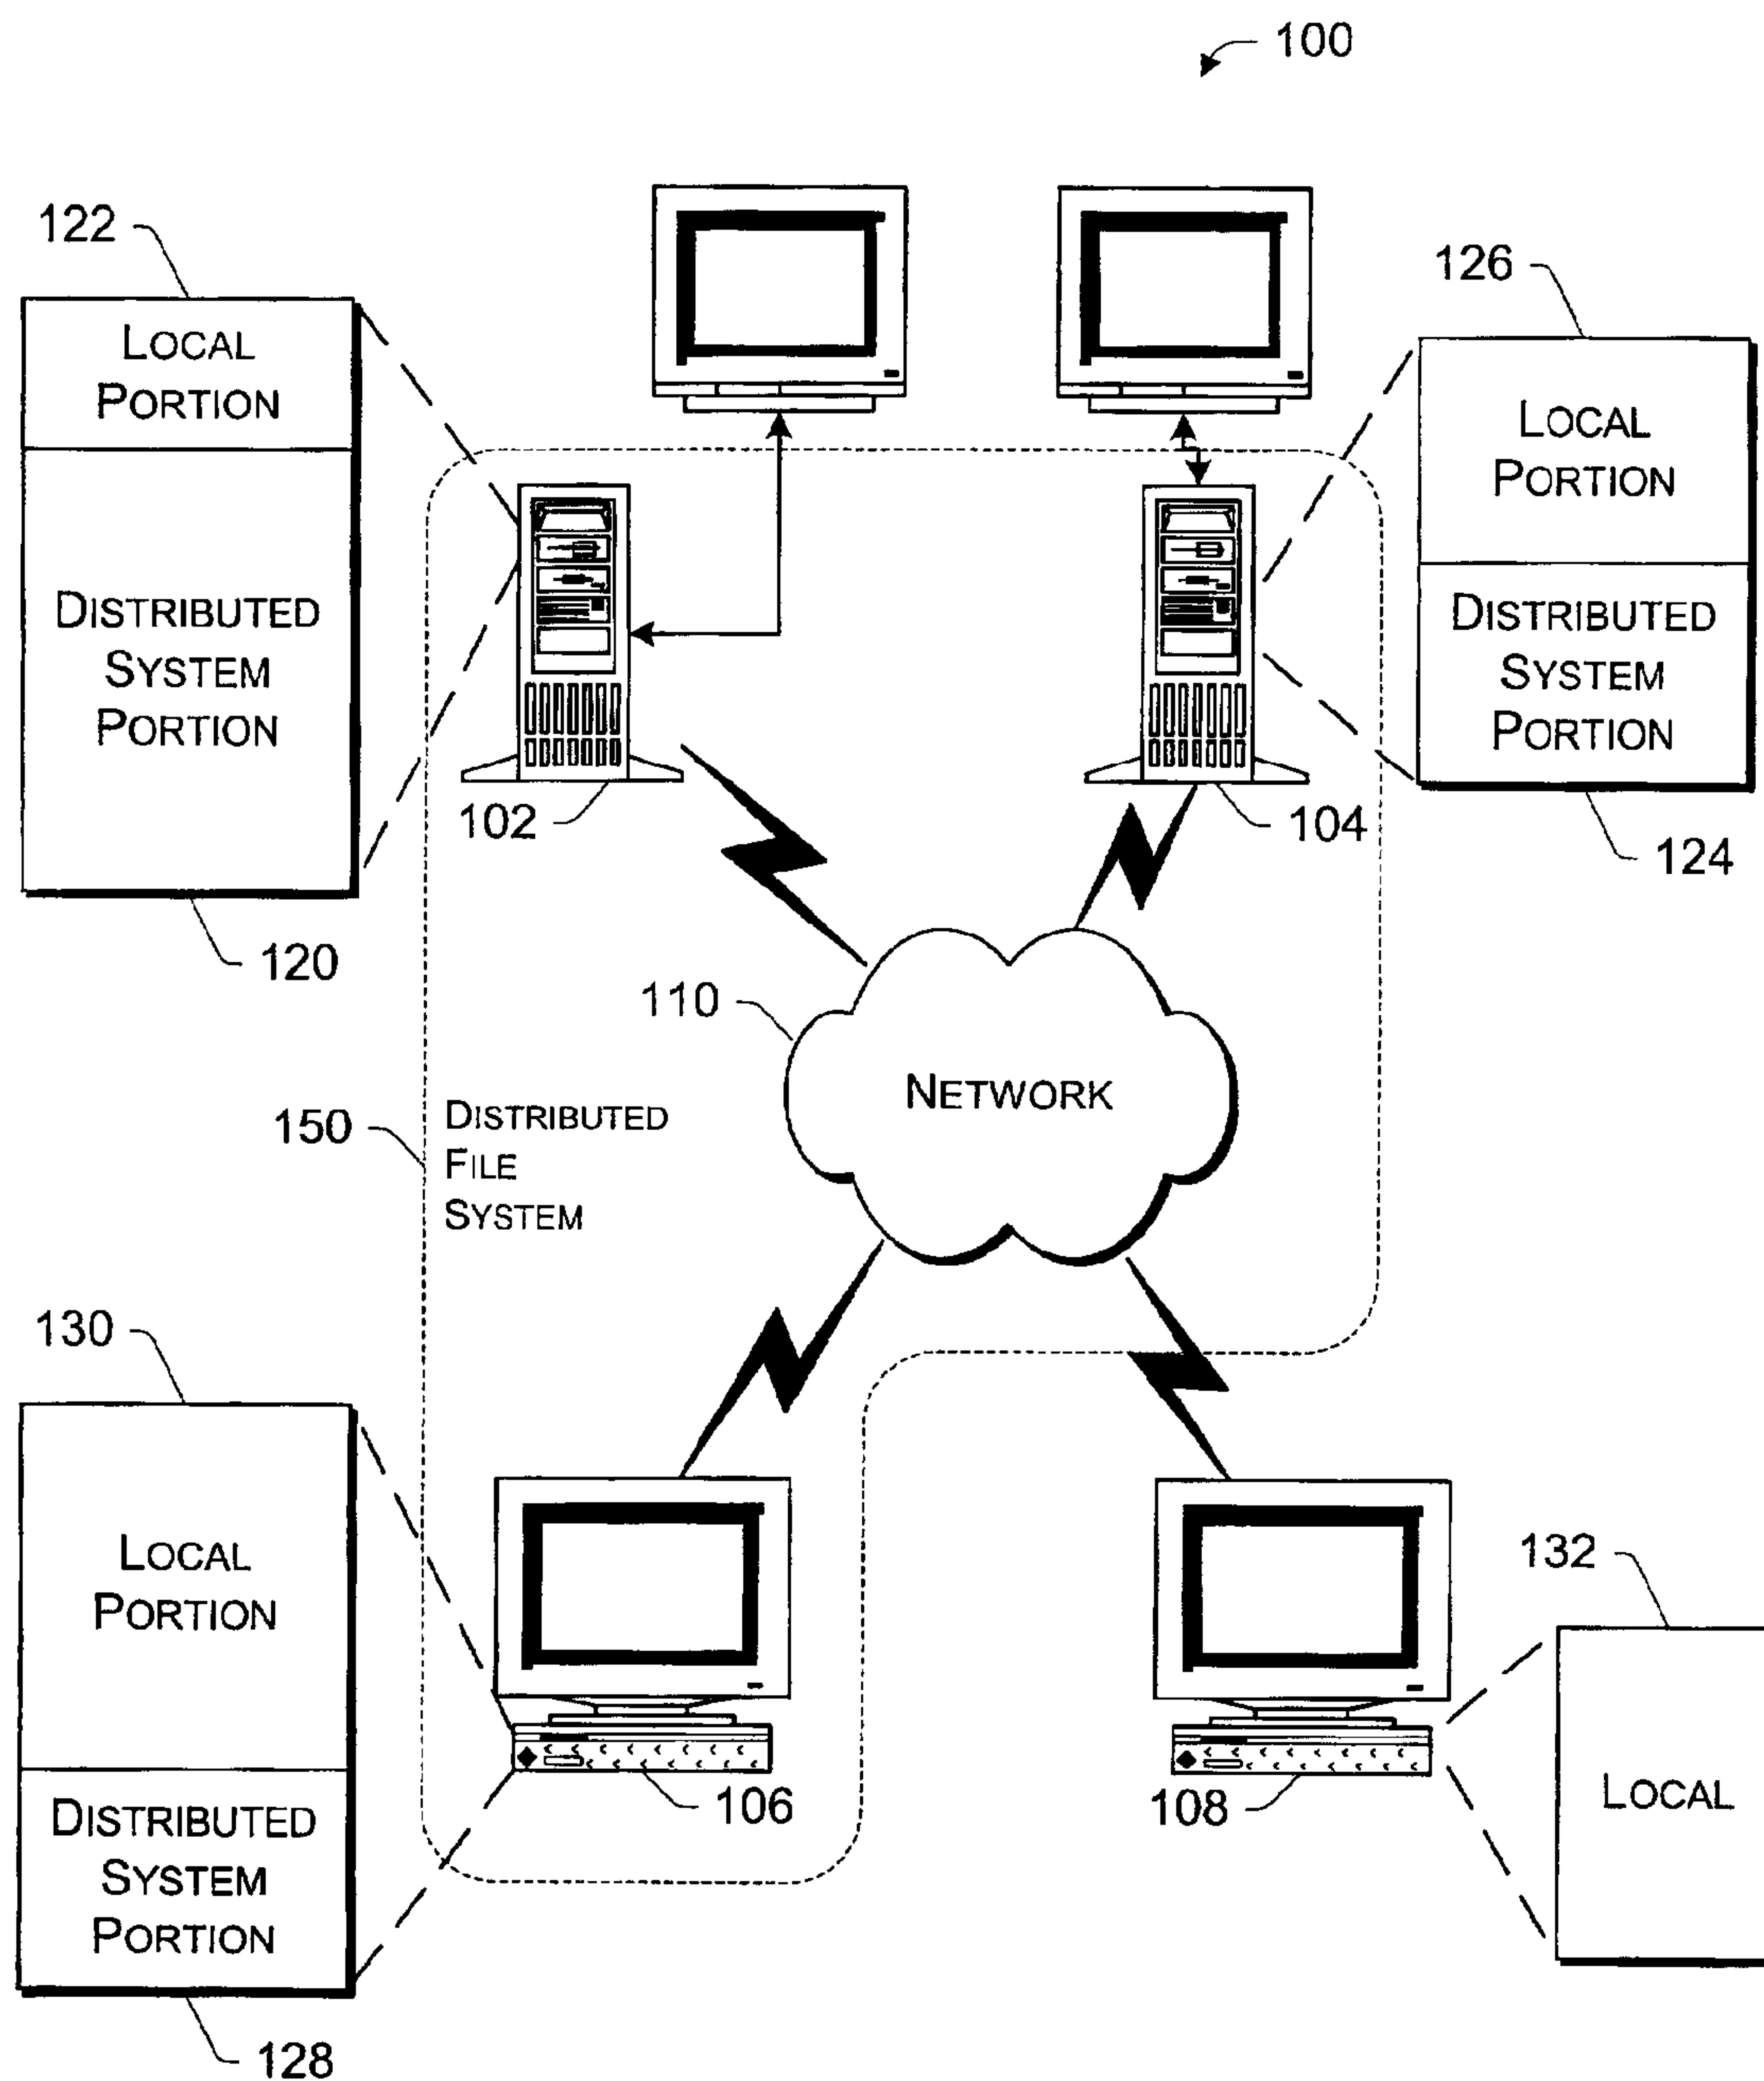 100
122
126
LOCAL
PORTION
LOCAL
PORTION
DISTRIBUTED
SYSTEM
PORTION
DISTRIBUTED
SYSTEM
PORTION
102
104
124
120
110
NETWORK
150
DISTRIBUTED
FILE
SYSTEM
130
132
LOCAL
PORTION
LOCAL
106
108
DISTRIBUTED
SYSTEM
PORTION
128